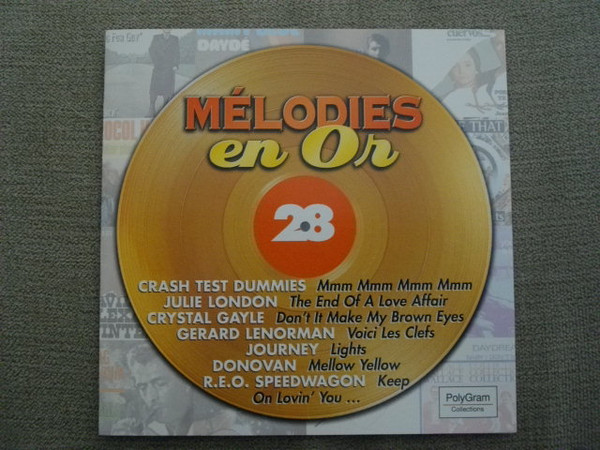 DAYDÉ
MÉLODIES
en Or
28
CRASH TEST DUMMIES Mmm Mmm Mmm Mmm
JULIE LONDON The End Of A Love Affair
CRYSTAL GAYLE Don't It Make My Brown Eyes
GERARD LENORMAN Voici Les Clefs
JOURNEY Lights
DONOVAN Mellow Yellow
R.E.O. SPEEDWAGON Keep
On Lovin' You ...
PolyGram
Collections